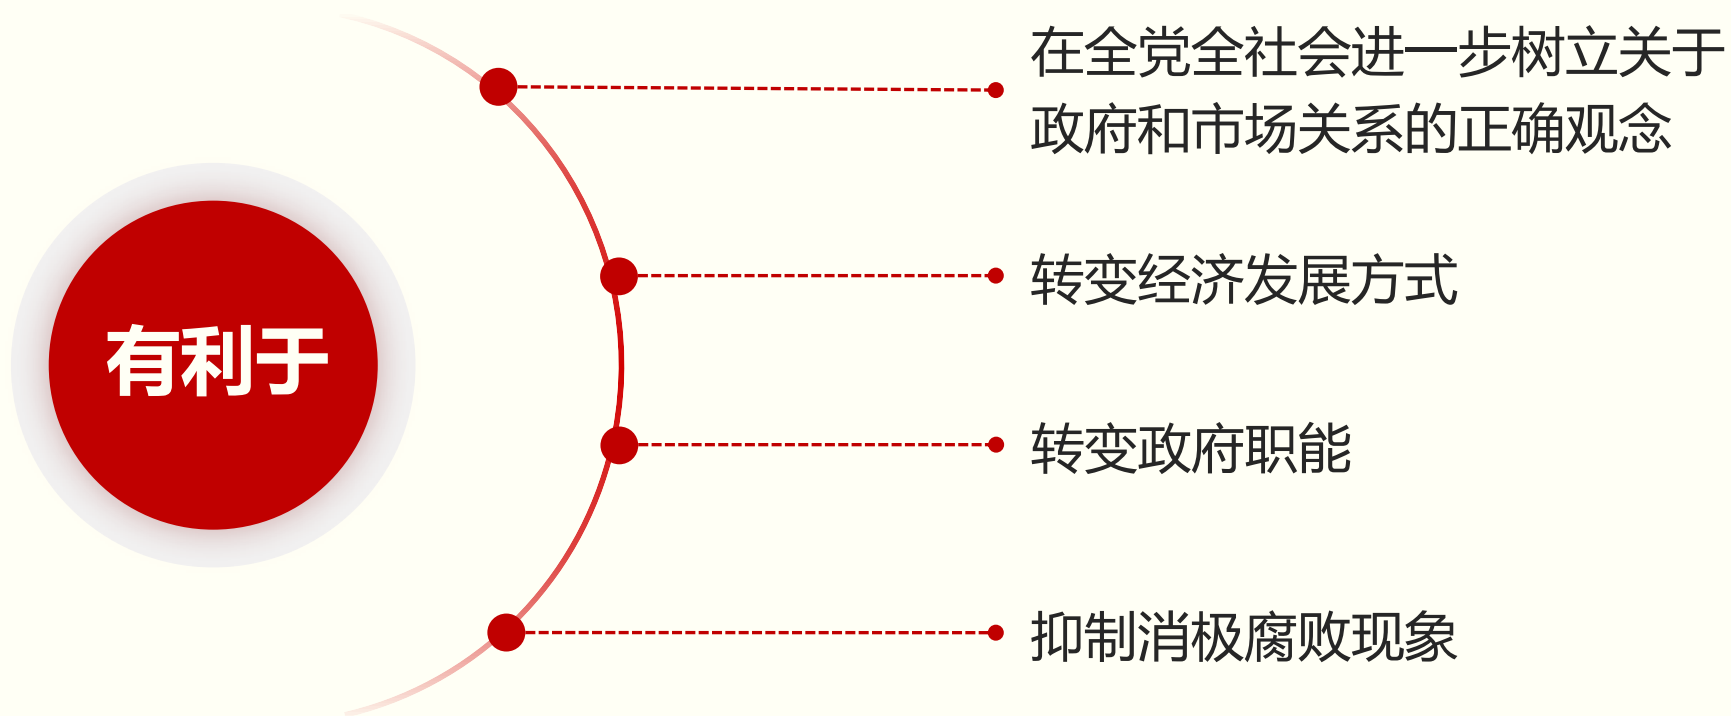 有利于
在全党全社会进一步树立关于
政府和市场关系的正确观念
转变经济发展方式
转变政府职能
抑制消极腐败现象